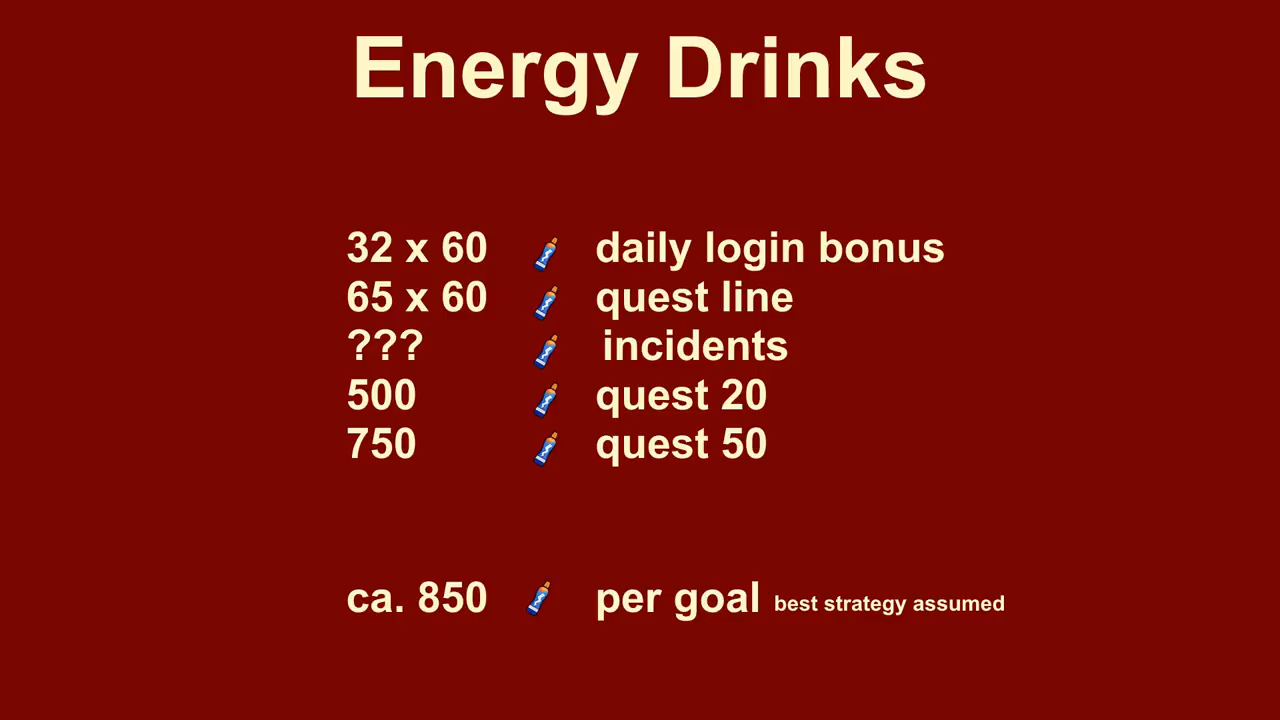 Energy Drinks
32 x 60 daily login bonus
65 x 60 quest line
??? incidents
500 quest 20
750 quest 50
ca. 850 per goal best strategy assumed